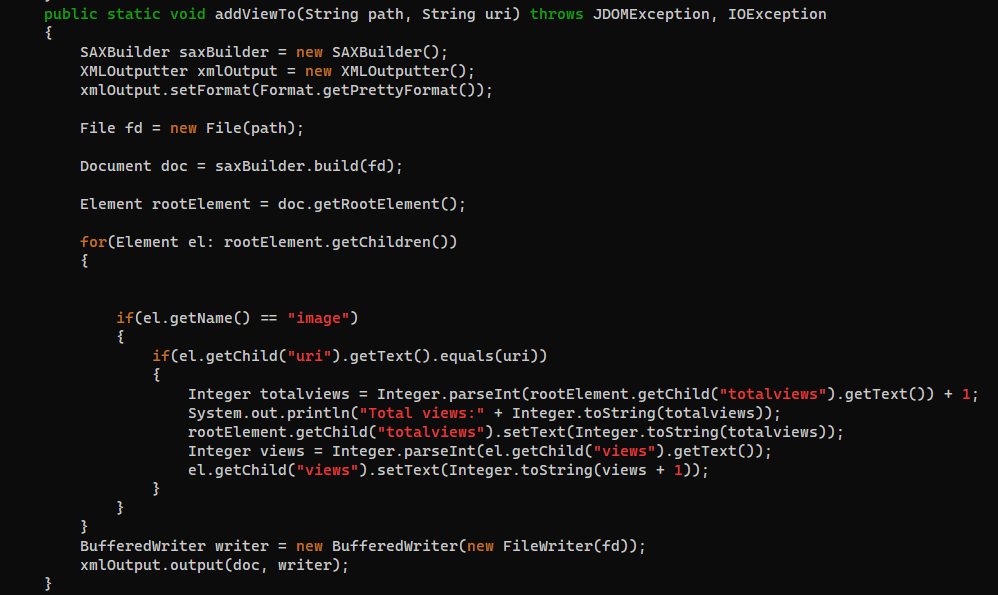 public static void addViewTo(String path, String uri) throws JDOMException, IOException
{
    SAXBuilder saxBuilder = new SAXBuilder();
    XMLOutputter xmlOutput = new XMLOutputter();
    xmlOutput.setFormat(Format.getPrettyFormat());

    File fd = new File(path);

    Document doc = saxBuilder.build(fd);

    Element rootElement = doc.getRootElement();

    for(Element el: rootElement.getChildren())
    {


        if(el.getName() == "image")
        {
            if(el.getChild("uri").getText().equals(uri))
            {
                Integer totalviews = Integer.parseInt(rootElement.getChild("totalviews").getText()) + 1;
                System.out.println("Total views:" + Integer.toString(totalviews));
                rootElement.getChild("totalviews").setText(Integer.toString(totalviews));
                Integer views = Integer.parseInt(el.getChild("views").getText());
                el.getChild("views").setText(Integer.toString(views + 1));
            }
        }
    }
    BufferedWriter writer = new BufferedWriter(new FileWriter(fd));
    xmlOutput.output(doc, writer);
}